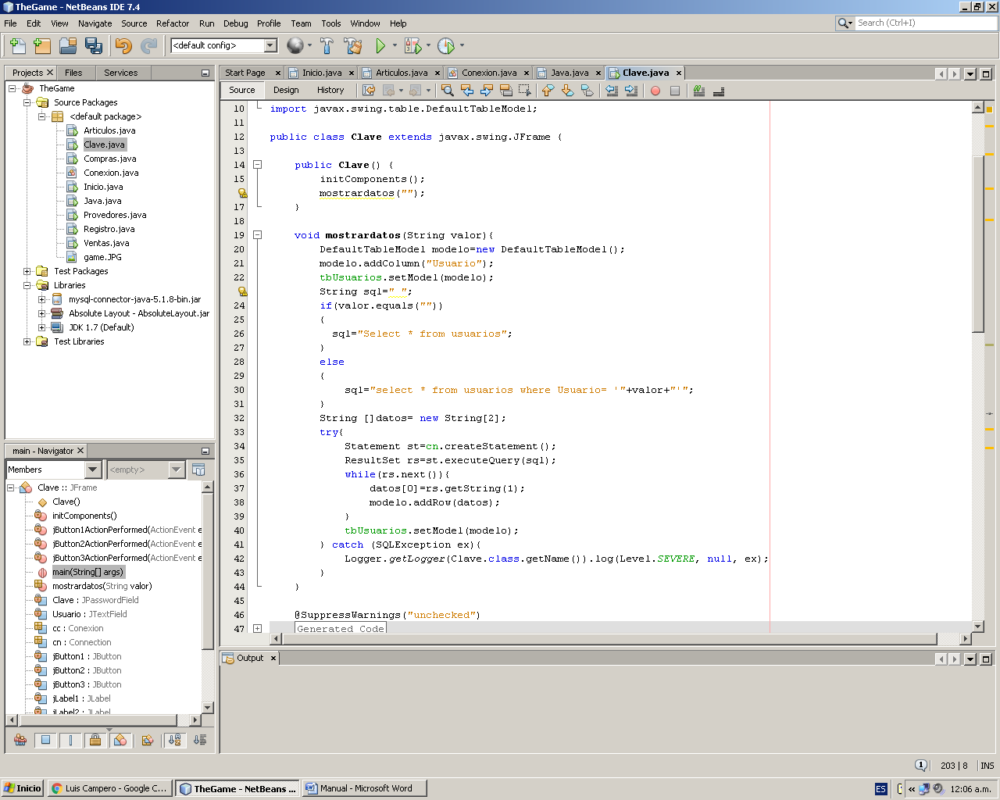 TheGame - NetBeans IDE 7.4
File Edit View Navigate Source Refactor Run Debug Profile Team Tools Window Help
Search (Ctrl+I)
<default config>
Projects Files Services
TheGame
Source Packages
<default package>
Articulos.java
Clave.java
Compras.java
Conexion.java
Inicio.java
Java.java
Provedores.java
Registro.java
Ventas.java
game.JPG
Test Packages
Libraries
mysql-connector-java-5.1.8-bin.jar
Absolute Layout - AbsoluteLayout.jar
JDK 1.7 (Default)
Test Libraries
main - Navigator
Members <empty>
Clave :: JFrame
Clave()
initComponents()
jButton1ActionPerformed(ActionEvent e
jButton2ActionPerformed(ActionEvent e
jButton3ActionPerformed(ActionEvent e
main(String[] args)
mostrardatos(String valor)
Clave : JPasswordField
Usuario : JTextField
cc : Conexion
cn : Connection
jButton1 : JButton
jButton2 : JButton
jButton3 : JButton
jLabel1 : JLabel
jLabel2 : JLabel
Start Page Inicio.java Articulos.java Conexion.java Java.java Clave.java
Source Design History
10 import javax.swing.table.DefaultTableModel;
11
12 public class Clave extends javax.swing.JFrame {
13
14 public Clave() {
15 initComponents();
mostrardatos("");
17 }
18
19 void mostrardatos(String valor){
20 DefaultTableModel modelo=new DefaultTableModel();
21 modelo.addColumn("Usuario");
22 tbUsuarios.setModel(modelo);
String sql=" ";
24 if(valor.equals(""))
25 {
26 sql="Select * from usuarios";
27 }
28 else
29 {
30 sql="select * from usuarios where Usuario= '"+valor+"'";
31 }
32 String []datos= new String[2];
33 try{
34 Statement st=cn.createStatement();
35 ResultSet rs=st.executeQuery(sql);
36 while(rs.next()){
37 datos[0]=rs.getString(1);
38 modelo.addRow(datos);
39 }
40 tbUsuarios.setModel(modelo);
41 } catch (SQLException ex){
42 Logger.getLogger(Clave.class.getName()).log(Level.SEVERE, null, ex);
43 }
44 }
45
46 @SuppressWarnings("unchecked")
47 Generated Code
Output
1 203 | 8 INS
Inicio Luis Campero - Google C... TheGame - NetBeans ... Manual - Microsoft Word ES « 12:06 a.m.